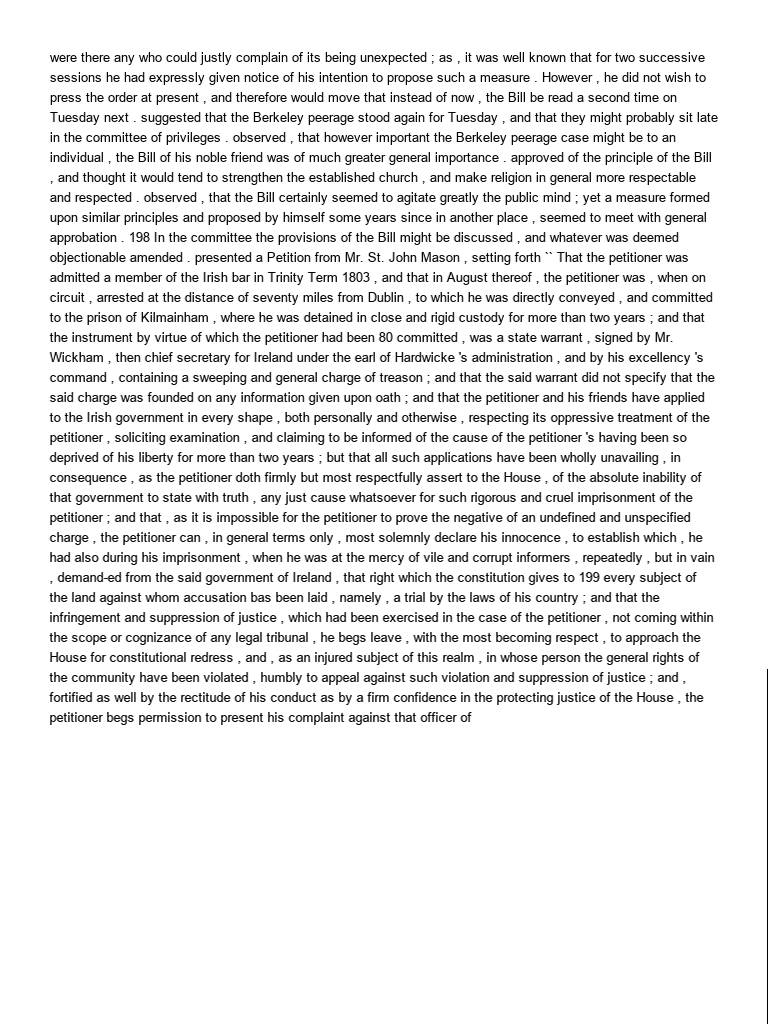 were there any who could justly complain of its being unexpected ; as , it was well known that for two successive
sessions he had expressly given notice of his intention to propose such a measure . However , he did not wish to
press the order at present , and therefore would move that instead of now , the Bill be read a second time on
Tuesday next . suggested that the Berkeley peerage stood again for Tuesday , and that they might probably sit late
in the committee of privileges . observed , that however important the Berkeley peerage case might be to an
individual , the Bill of his noble friend was of much greater general importance . approved of the principle of the Bill
, and thought it would tend to strengthen the established church , and make religion in general more respectable
and respected . observed , that the Bill certainly seemed to agitate greatly the public mind ; yet a measure formed
upon similar principles and proposed by himself some years since in another place , seemed to meet with general
approbation . 198 In the committee the provisions of the Bill might be discussed , and whatever was deemed
objectionable amended . presented a Petition from Mr. St. John Mason , setting forth `` That the petitioner was
admitted a member of the Irish bar in Trinity Term 1803 , and that in August thereof , the petitioner was , when on
circuit , arrested at the distance of seventy miles from Dublin , to which he was directly conveyed , and committed
to the prison of Kilmainham , where he was detained in close and rigid custody for more than two years ; and that
the instrument by virtue of which the petitioner had been 80 committed , was a state warrant , signed by Mr.
Wickham , then chief secretary for Ireland under the earl of Hardwicke 's administration , and by his excellency 's
command , containing a sweeping and general charge of treason ; and that the said warrant did not specify that the
said charge was founded on any information given upon oath ; and that the petitioner and his friends have applied
to the Irish government in every shape , both personally and otherwise , respecting its oppressive treatment of the
petitioner , soliciting examination , and claiming to be informed of the cause of the petitioner 's having been so
deprived of his liberty for more than two years ; but that all such applications have been wholly unavailing , in
consequence , as the petitioner doth firmly but most respectfully assert to the House , of the absolute inability of
that government to state with truth , any just cause whatsoever for such rigorous and cruel imprisonment of the
petitioner ; and that , as it is impossible for the petitioner to prove the negative of an undefined and unspecified
charge , the petitioner can , in general terms only , most solemnly declare his innocence , to establish which , he
had also during his imprisonment , when he was at the mercy of vile and corrupt informers , repeatedly , but in vain
, demand-ed from the said government of Ireland , that right which the constitution gives to 199 every subject of
the land against whom accusation bas been laid , namely , a trial by the laws of his country ; and that the
infringement and suppression of justice , which had been exercised in the case of the petitioner , not coming within
the scope or cognizance of any legal tribunal , he begs leave , with the most becoming respect , to approach the
House for constitutional redress , and , as an injured subject of this realm , in whose person the general rights of
the community have been violated , humbly to appeal against such violation and suppression of justice ; and ,
fortified as well by the rectitude of his conduct as by a firm confidence in the protecting justice of the House , the
petitioner begs permission to present his complaint against that officer of